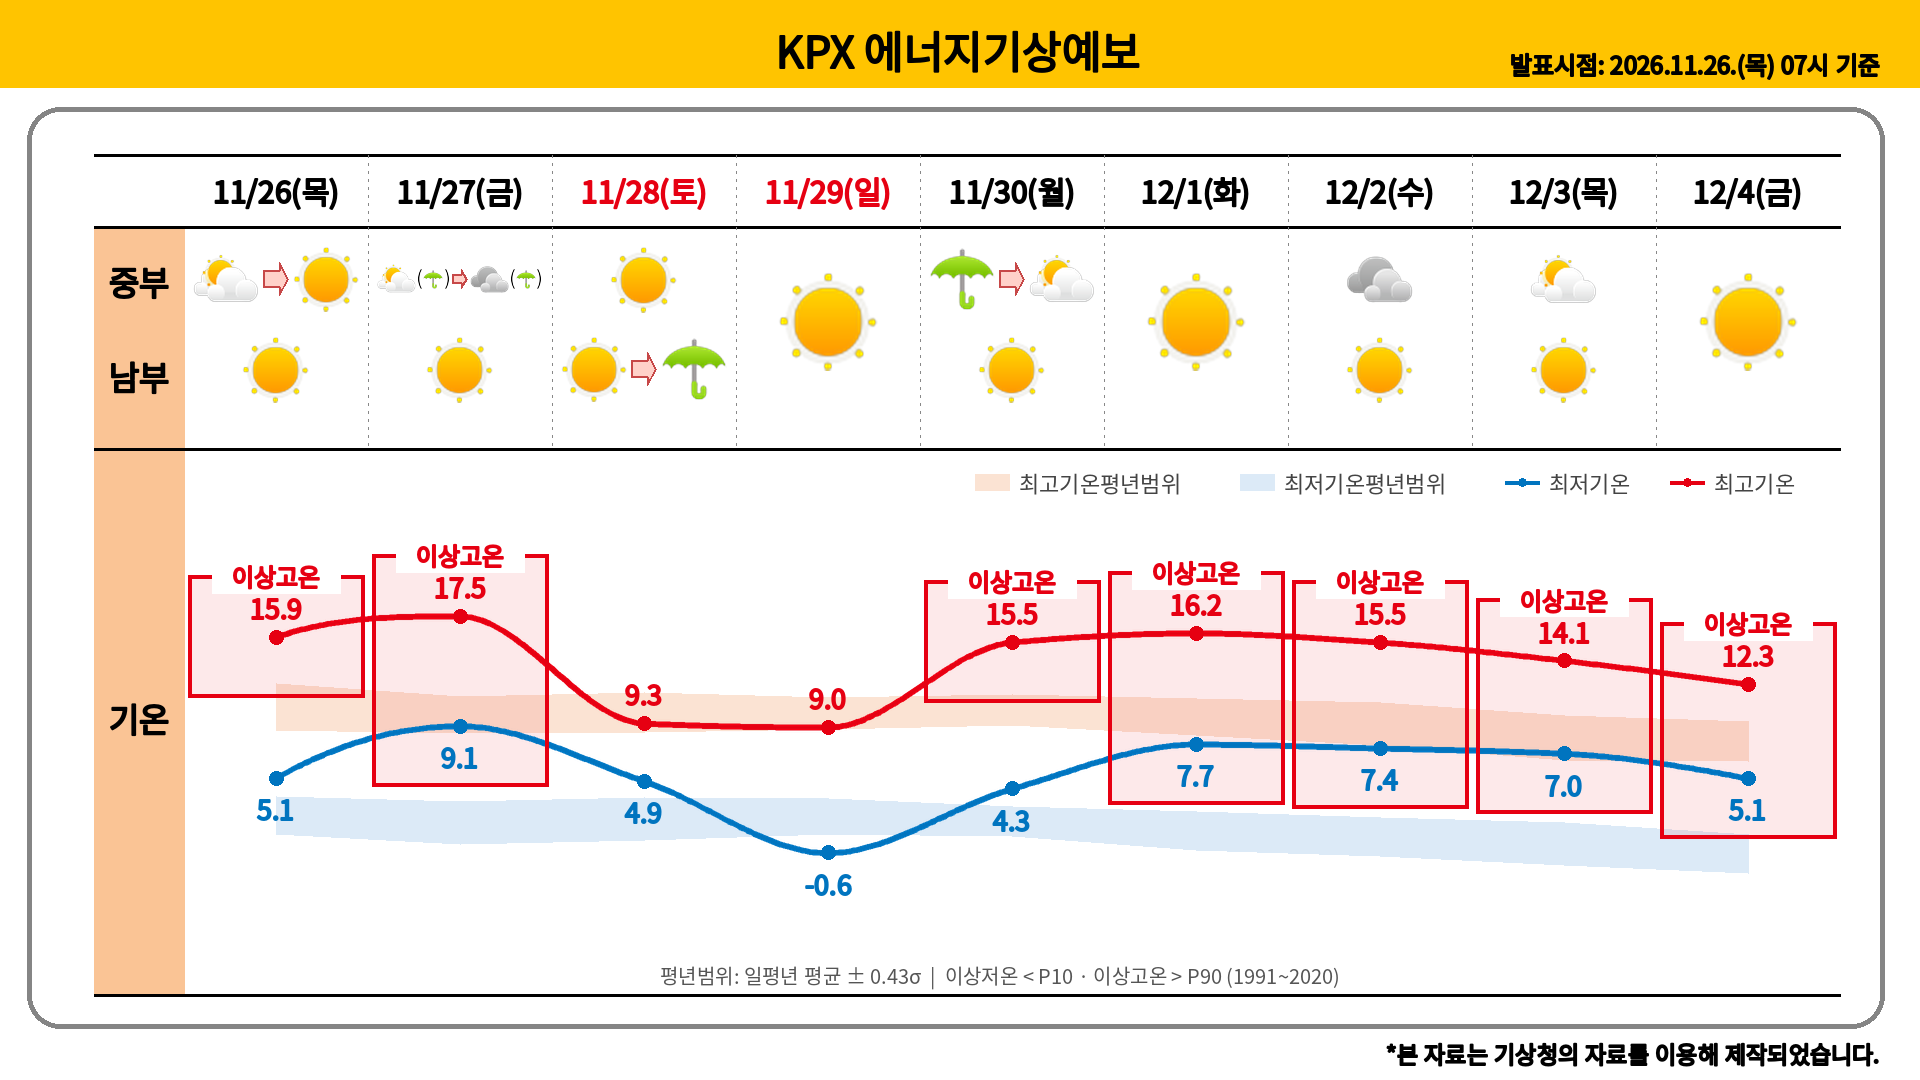 KPX 에너지기상예보
발표시점: 2026.11.26.(목) 07시 기준
11/26(목) 11/27(금) 11/28(토) 11/29(일) 11/30(월) 12/1(화) 12/2(수) 12/3(목) 12/4(금)
중부
( ) ( )
남부
최고기온평년범위 최저기온평년범위 최저기온 최고기온
기온
이상고온 이상고온 이상고온 이상고온 이상고온 이상고온 이상고온
15.9 17.5 9.3 9.0 15.5 16.2 15.5 14.1 12.3
5.1 9.1 4.9 -0.6 4.3 7.7 7.4 7.0 5.1
평년범위: 일평년 평균 ± 0.43σ | 이상저온 < P10 · 이상고온 > P90 (1991~2020)
*본 자료는 기상청의 자료를 이용해 제작되었습니다.